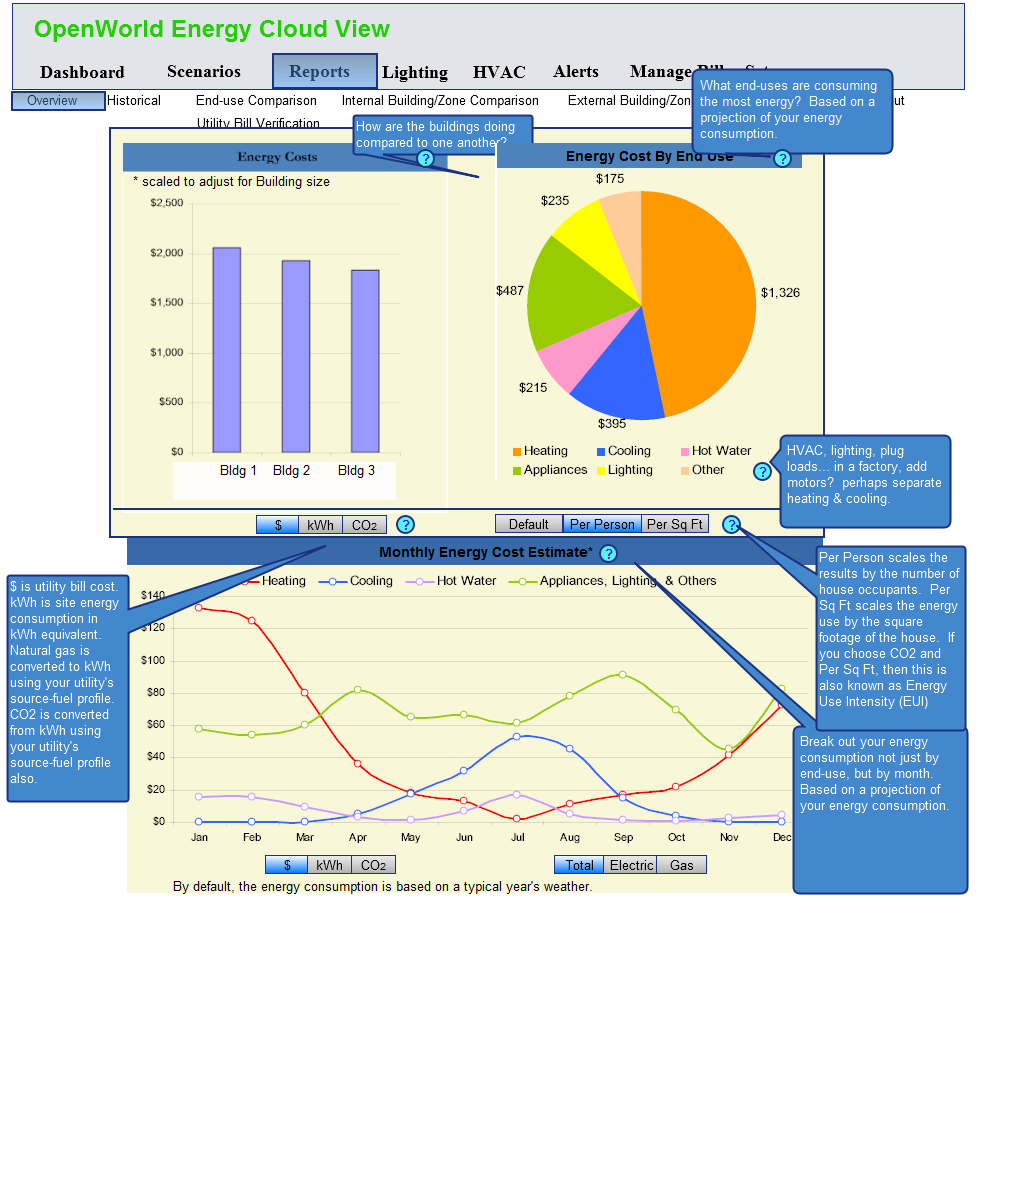 OpenWorld Energy Cloud View
Dashboard Scenarios Reports Lighting HVAC Alerts Manage
Overview Historical End-use Comparison Internal Building/Zone Comparison External Building/Zon
Utility Bill Verification
What end-uses are consuming
the most energy? Based on a
projection of your energy
consumption.
How are the buildings doing
compared to one another?
?
Energy Costs
* scaled to adjust for Building size
$2,500
$2,000
$1,500
$1,000
$500
$0
Bldg 1 Bldg 2 Bldg 3
$ kWh CO2 ?
Energy Cost By End Use
?
$175
$235
$487
$1,326
$215
$395
Heating Cooling Hot Water
Appliances Lighting Other
?
HVAC, lighting, plug
loads... in a factory, add
motors? perhaps separate
heating & cooling.
Default Per Person Per Sq Ft ?
Monthly Energy Cost Estimate* ?
Heating Cooling Hot Water Appliances, Lighting, & Others
$140
$120
$100
$80
$60
$40
$20
$0
Jan Feb Mar Apr May Jun Jul Aug Sep Oct Nov Dec
$ kWh CO2
Total Electric Gas
By default, the energy consumption is based on a typical year's weather.
$ is utility bill cost.
kWh is site energy
consumption in
kWh equivalent.
Natural gas is
converted to kWh
using your utility's
source-fuel profile.
CO2 is converted
from kWh using
your utility's
source-fuel profile
also.
Per Person scales the
results by the number of
house occupants. Per
Sq Ft scales the energy
use by the square
footage of the house. If
you choose CO2 and
Per Sq Ft, then this is
also known as Energy
Use Intensity (EUI)
Break out your energy
consumption not just by
end-use, but by month.
Based on a projection of
your energy consumption.